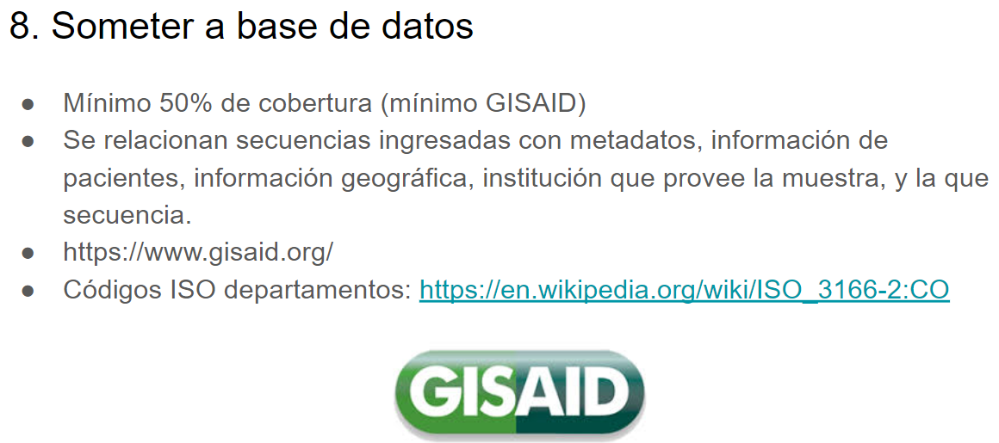 8. Someter a base de datos
● Mínimo 50% de cobertura (mínimo GISAID)
● Se relacionan secuencias ingresadas con metadatos, información de
pacientes, información geográfica, institución que provee la muestra, y la que
secuencia.
● https://www.gisaid.org/
● Códigos ISO departamentos: https://en.wikipedia.org/wiki/ISO_3166-2:CO
GISAID